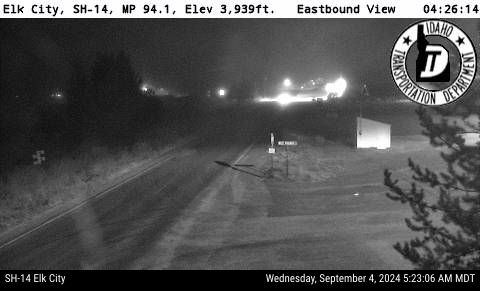 Elk City, SH-14, MP 94.1, Elev 3,939ft.   Eastbound View   04:26:14
IDAHO
TRANSPORTATION DEPARTMENT
SH-14 Elk City
Wednesday, September 4, 2024 5:23:06 AM MDT